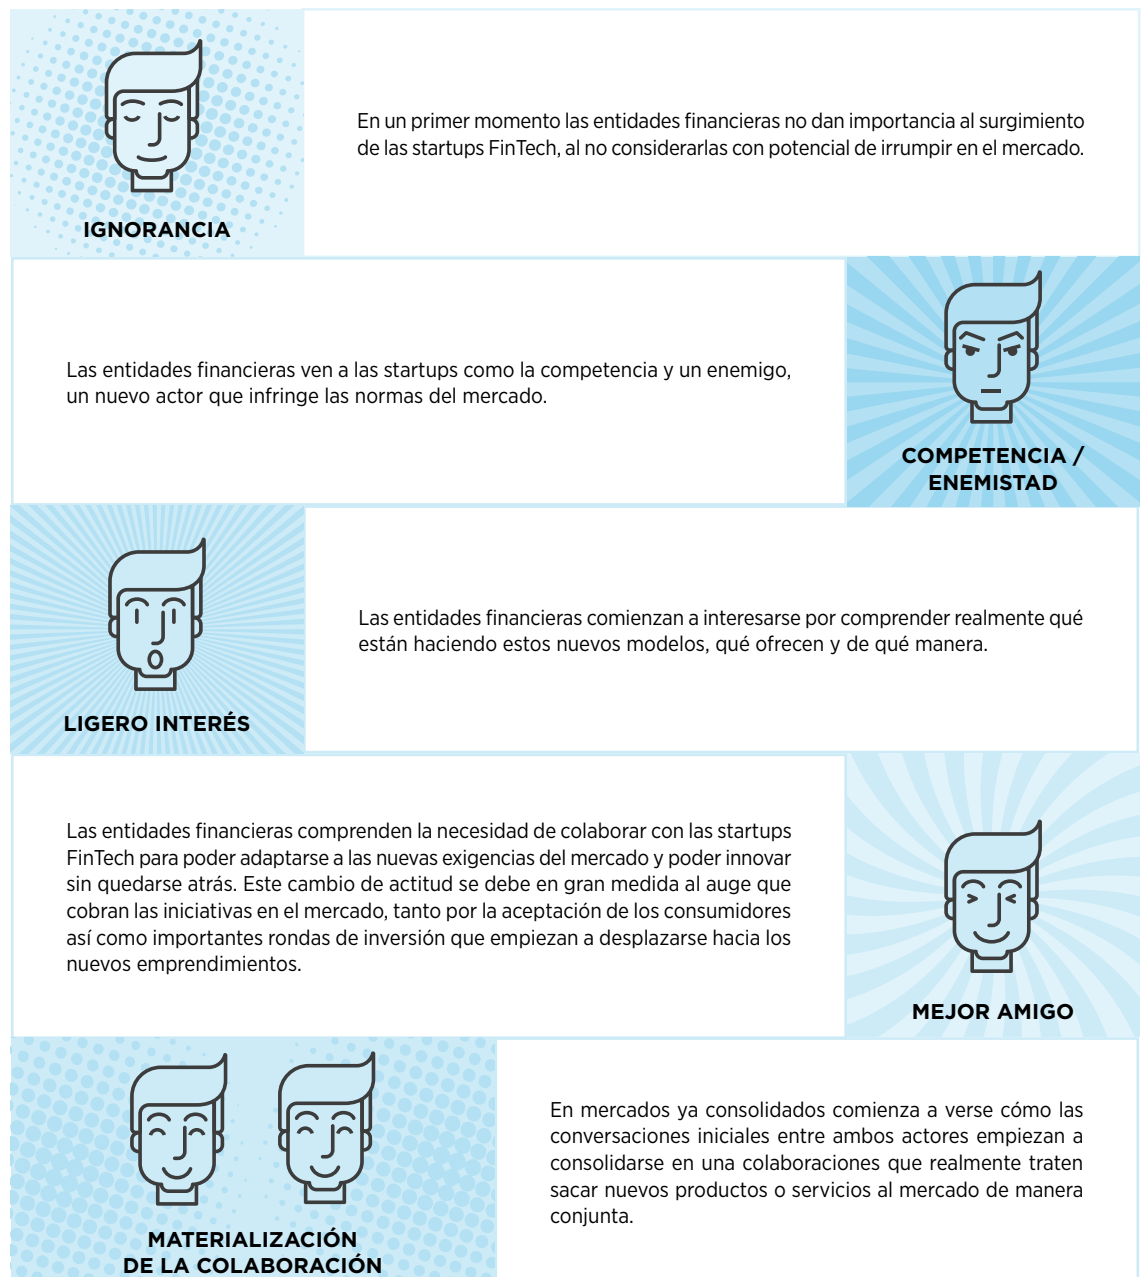 IGNORANCIA
En un primer momento las entidades financieras no dan importancia al surgimiento
de las startups FinTech, al no considerarlas con potencial de irrumpir en el mercado.
Las entidades financieras ven a las startups como la competencia y un enemigo,
un nuevo actor que infringe las normas del mercado.
COMPETENCIA /
ENEMISTAD
LIGERO INTERÉS
Las entidades financieras comienzan a interesarse por comprender realmente qué
están haciendo estos nuevos modelos, qué ofrecen y de qué manera.
Las entidades financieras comprenden la necesidad de colaborar con las startups
FinTech para poder adaptarse a las nuevas exigencias del mercado y poder innovar
sin quedarse atrás. Este cambio de actitud se debe en gran medida al auge que
cobran las iniciativas en el mercado, tanto por la aceptación de los consumidores
así como importantes rondas de inversión que empiezan a desplazarse hacia los
nuevos emprendimientos.
MEJOR AMIGO
MATERIALIZACIÓN
DE LA COLABORACIÓN
En mercados ya consolidados comienza a verse cómo las
conversaciones iniciales entre ambos actores empiezan a
consolidarse en una colaboraciones que realmente traten
sacar nuevos productos o servicios al mercado de manera
conjunta.